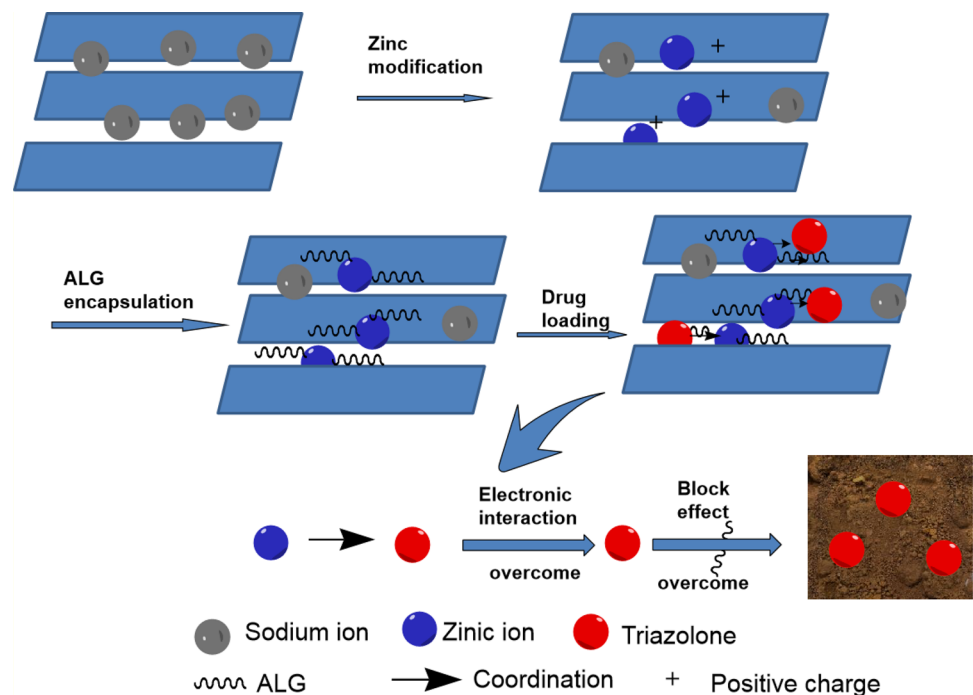 Zinc
modification
+
+
+
ALG
encapsulation
Drug
loading
Electronic
interaction
overcome
Block
effect
overcome
Sodium ion
Zinic ion
Triazolone
ALG
Coordination
+ Positive charge